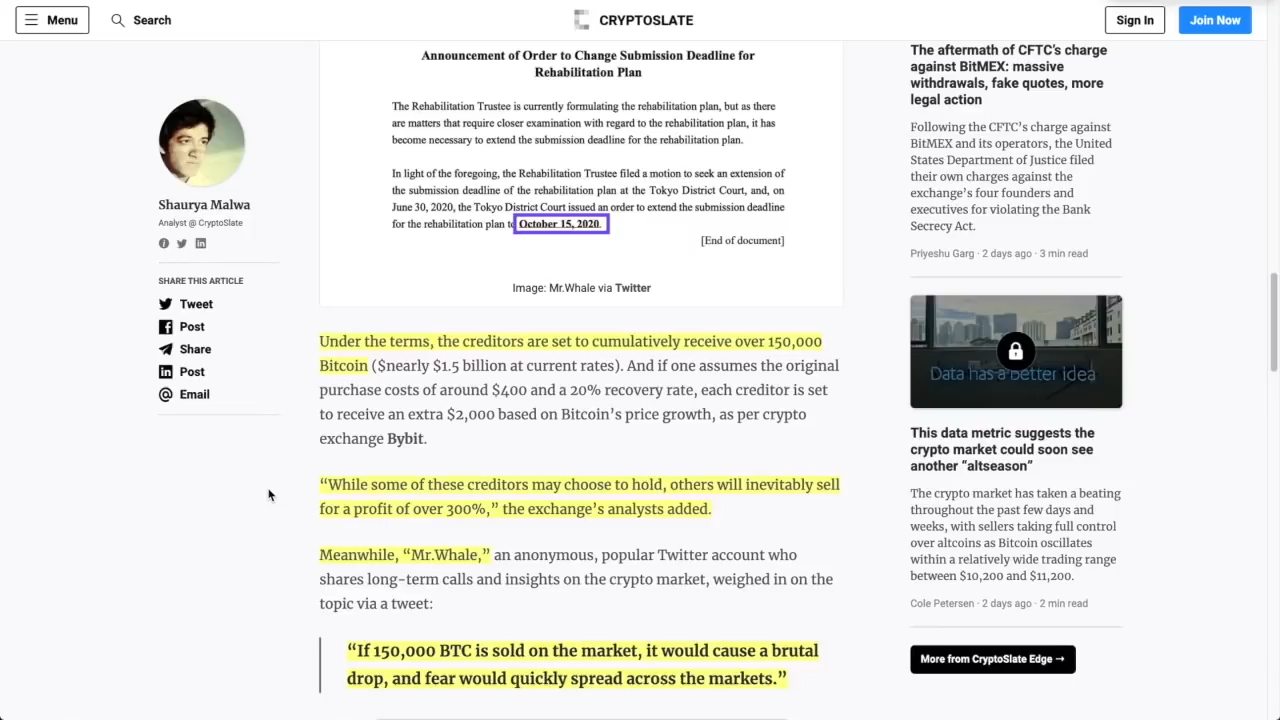 Menu
Search
CRYPTOSLATE
Sign In
Join Now
Shaurya Malwa
Analyst @ CryptoSlate
SHARE THIS ARTICLE
Tweet
Post
Share
Post
Email
Announcement of Order to Change Submission Deadline for
Rehabilitation Plan
The Rehabilitation Trustee is currently formulating the rehabilitation plan, but as there
are matters that require closer examination with regard to the rehabilitation plan, it has
become necessary to extend the submission deadline for the rehabilitation plan.
In light of the foregoing, the Rehabilitation Trustee filed a motion to seek an extension of
the submission deadline of the rehabilitation plan at the Tokyo District Court, and, on
June 30, 2020, the Tokyo District Court issued an order to extend the submission deadline
for the rehabilitation plan to October 15, 2020.
[End of document]
Image: Mr.Whale via Twitter
Under the terms, the creditors are set to cumulatively receive over 150,000
Bitcoin ($nearly $1.5 billion at current rates). And if one assumes the original
purchase costs of around $400 and a 20% recovery rate, each creditor is set
to receive an extra $2,000 based on Bitcoin’s price growth, as per crypto
exchange Bybit.
“While some of these creditors may choose to hold, others will inevitably sell
for a profit of over 300%,” the exchange’s analysts added.
Meanwhile, “Mr.Whale,” an anonymous, popular Twitter account who
shares long-term calls and insights on the crypto market, weighed in on the
topic via a tweet:
“If 150,000 BTC is sold on the market, it would cause a brutal
drop, and fear would quickly spread across the markets.”
The aftermath of CFTC’s charge
against BitMEX: massive
withdrawals, fake quotes, more
legal action
Following the CFTC’s charge against
BitMEX and its operators, the United
States Department of Justice filed
their own charges against the
exchange’s four founders and
executives for violating the Bank
Secrecy Act.
Priyeshu Garg · 2 days ago · 3 min read
Data has a better idea
This data metric suggests the
crypto market could soon see
another “altseason”
The crypto market has taken a beating
throughout the past few days and
weeks, with sellers taking full control
over altcoins as Bitcoin oscillates
within a relatively wide trading range
between $10,200 and $11,200.
Cole Petersen · 2 days ago · 2 min read
More from CryptoSlate Edge →